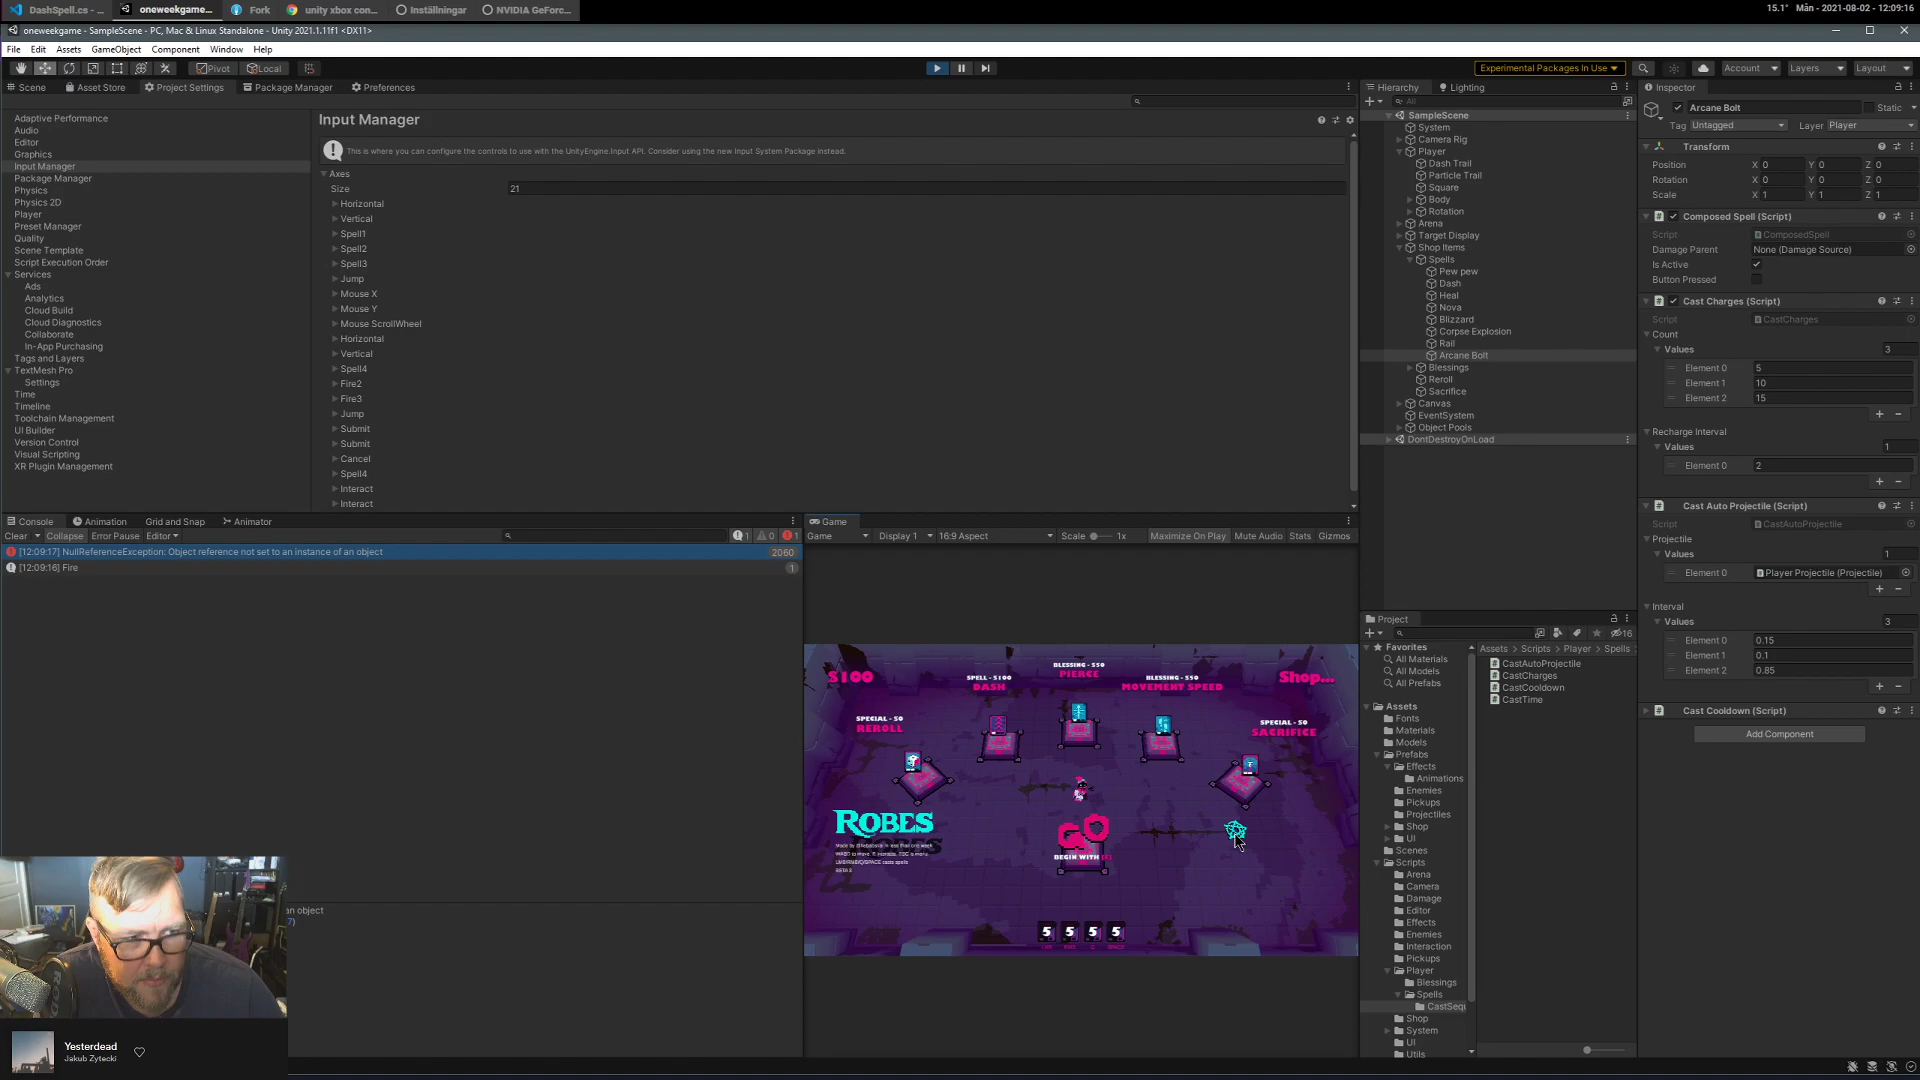 DashSpell.cs -
oneweekgame...
Fork
unity xbox con...
Inställningar
NVIDIA GeForc...
15.1° Mån - 2021-08-02 - 12:09:16
oneweekgame - SampleScene - PC, Mac & Linux Standalone - Unity 2021.1.11f1 <DX11>
File Edit Assets GameObject Component Window Help
Pivot Local
Experimental Packages In Use
Account Layers Layout
Scene Asset Store Project Settings Package Manager Preferences
Adaptive Performance
Audio
Editor
Graphics
Input Manager
Package Manager
Physics
Physics 2D
Player
Preset Manager
Quality
Scene Template
Script Execution Order
Services
Ads
Analytics
Cloud Build
Cloud Diagnostics
Collaborate
In-App Purchasing
Tags and Layers
TextMesh Pro
Settings
Time
Timeline
Toolchain Management
UI Builder
Version Control
Visual Scripting
XR Plugin Management
Input Manager
This is where you can configure the controls to use with the UnityEngine.Input API. Consider using the new Input System Package instead.
Axes
Size 21
Horizontal
Vertical
Spell1
Spell2
Spell3
Jump
Mouse X
Mouse Y
Mouse ScrollWheel
Horizontal
Vertical
Spell4
Fire2
Fire3
Jump
Submit
Submit
Cancel
Spell4
Interact
Interact
Console Animation Grid and Snap Animator
Clear Collapse Error Pause Editor
1 0 1
[12:09:17] NullReferenceException: Object reference not set to an instance of an object 2060
[12:09:16] Fire 1
an object
7)
Yesterdead
Jakub Zytecki
Game
Game Display 1 16:9 Aspect Scale 1x Maximize On Play Mute Audio Stats Gizmos
$100
BLESSING - $50
PIERCE
SPELL - $100
DASH
BLESSING - $50
MOVEMENT SPEED
Shop...
SPECIAL - $0
REROLL
SPECIAL - $0
SACRIFICE
ROBES
GO
BEGIN WITH [E]
5 5 5 5
SPACE
Hierarchy Lighting
All
SampleScene
System
Camera Rig
Player
Dash Trail
Particle Trail
Square
Body
Rotation
Arena
Target Display
Shop Items
Spells
Pew pew
Dash
Heal
Nova
Blizzard
Corpse Explosion
Rail
Arcane Bolt
Blessings
Reroll
Sacrifice
Canvas
EventSystem
Object Pools
DontDestroyOnLoad
Project
16
Favorites
All Materials
All Models
All Prefabs
Assets
Fonts
Materials
Models
Prefabs
Effects
Animations
Enemies
Pickups
Projectiles
Shop
UI
Scenes
Scripts
Arena
Camera
Damage
Editor
Effects
Enemies
Interaction
Pickups
Player
Blessings
Spells
CastSeq
Shop
System
UI
Utils
Assets Scripts Player Spells
CastAutoProjectile
CastCharges
CastCooldown
CastTime
Inspector
Arcane Bolt Static
Tag Untagged Layer Player
Transform
Position X 0 Y 0 Z 0
Rotation X 0 Y 0 Z 0
Scale X 1 Y 1 Z 1
Composed Spell (Script)
Script ComposedSpell
Damage Parent None (Damage Source)
Is Active
Button Pressed
Cast Charges (Script)
Script CastCharges
Count
Values 3
Element 0 5
Element 1 10
Element 2 15
Recharge Interval
Values 1
Element 0 2
Cast Auto Projectile (Script)
Script CastAutoProjectile
Projectile
Values 1
Element 0 Player Projectile (Projectile)
Interval
Values 3
Element 0 0.15
Element 1 0.1
Element 2 0.85
Cast Cooldown (Script)
Add Component